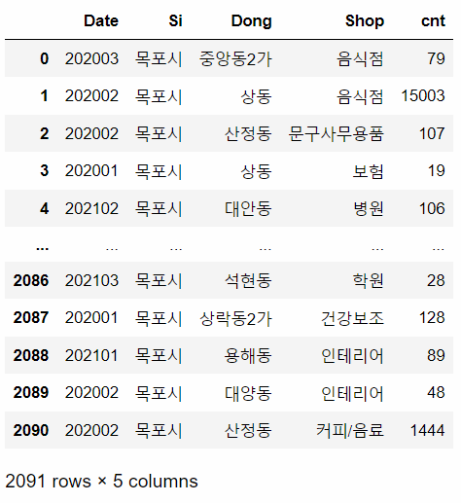 Date Si Dong Shop cnt
0 202003 목포시 중앙동2가 음식점 79
1 202002 목포시 상동 음식점 15003
2 202002 목포시 산정동 문구사무용품 107
3 202001 목포시 상동 보험 19
4 202102 목포시 대안동 병원 106
... ... ... ... ... ...
2086 202103 목포시 석현동 학원 28
2087 202001 목포시 상락동2가 건강보조 128
2088 202101 목포시 용해동 인테리어 89
2089 202002 목포시 대양동 인테리어 48
2090 202002 목포시 산정동 커피/음료 1444
2091 rows × 5 columns